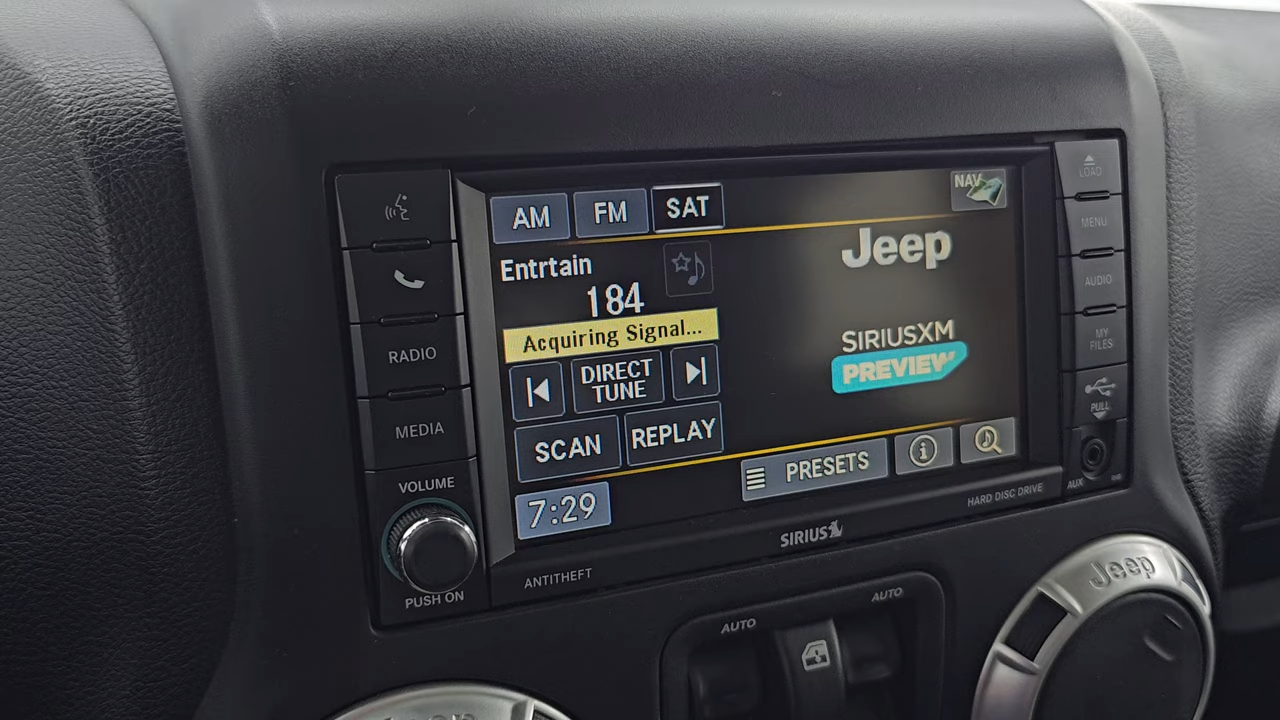 AM
FM
SAT
NAV
Entrtain
184
Acquiring Signal...
DIRECT
TUNE
SCAN
REPLAY
7:29
Jeep
SIRIUSXM
PREVIEW
PRESETS
RADIO
MEDIA
VOLUME
PUSH ON
LOAD
MENU
AUDIO
MY
FILES
PULL
AUX
ANTITHEFT
SIRIUS
HARD DISC DRIVE
AUTO
AUTO
Jeep
Jeep